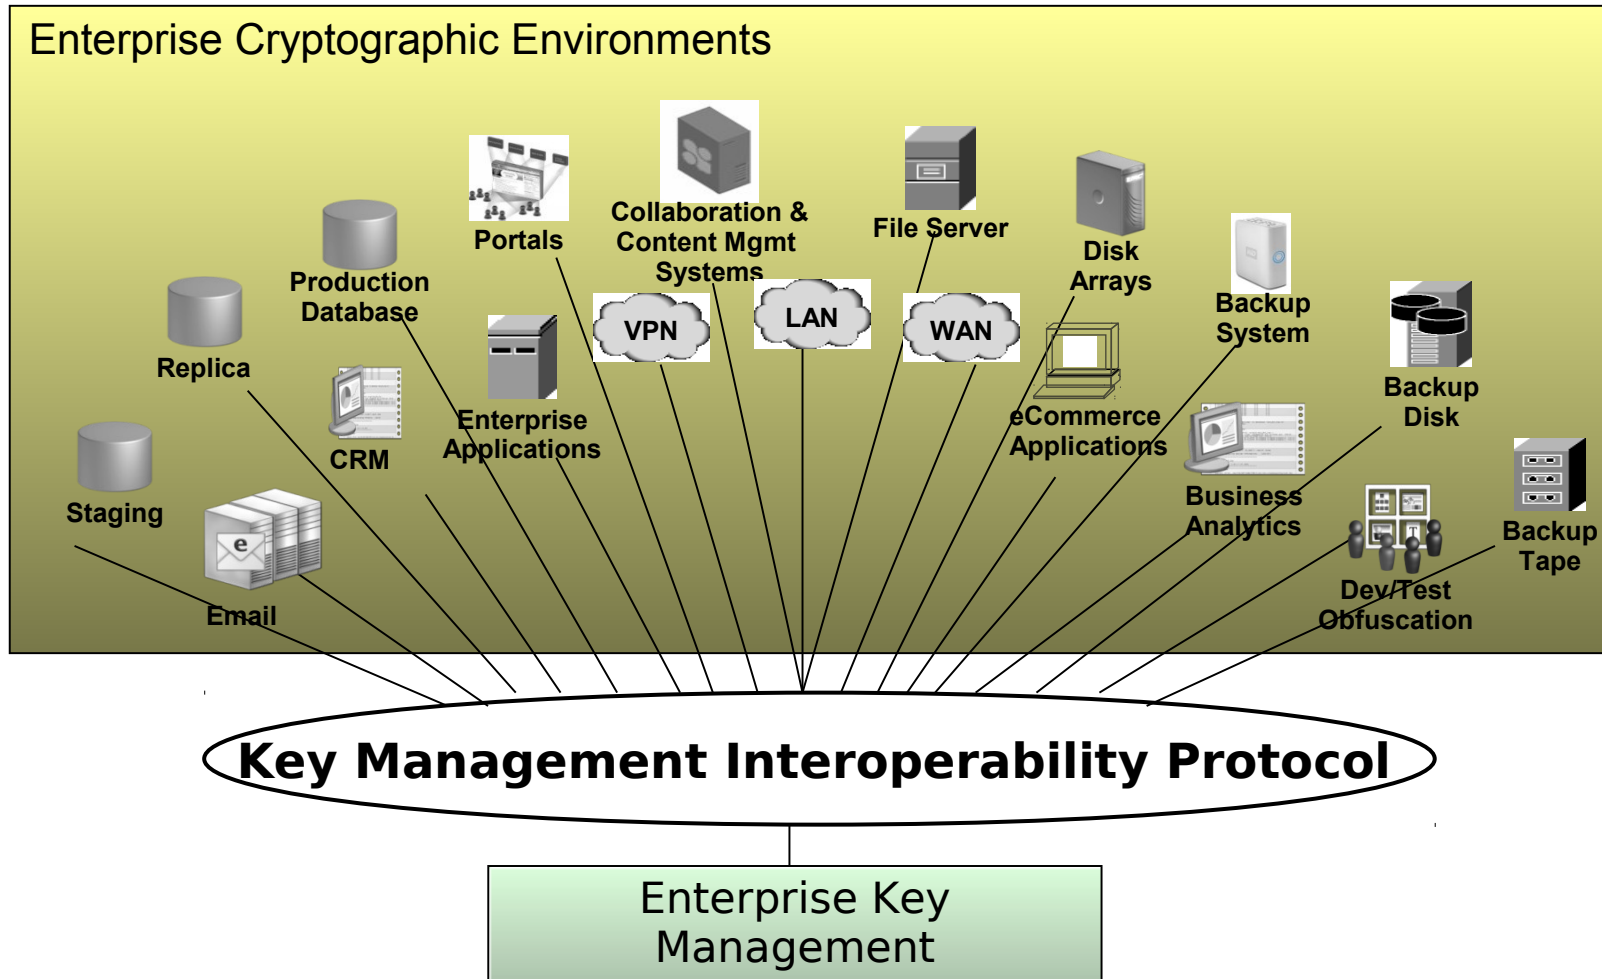 Enterprise Cryptographic Environments
Portals
Collaboration &
Content Mgmt
Systems
File Server
Disk
Arrays
Production
Database
Backup
System
VPN
LAN
WAN
Replica
Backup
Disk
CRM
Enterprise
Applications
eCommerce
Applications
Staging
Business
Analytics
Backup
Tape
e
T
Email
Dev/Test
Obfuscation
Key Management Interoperability Protocol
Enterprise Key
Management